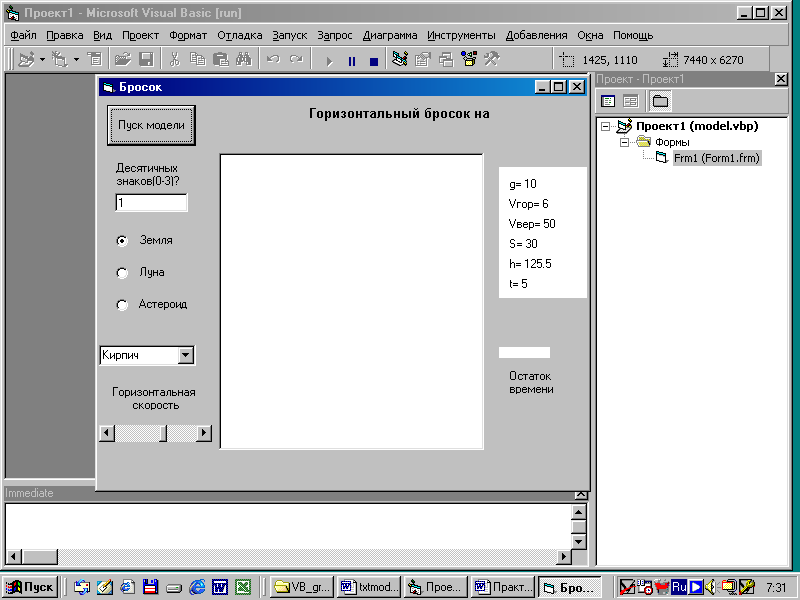 Проект1 - Microsoft Visual Basic [run]
Файл Правка Вид Проект Формат Отладка Запуск Запрос Диаграмма Инструменты Добавления Окна Помощь
1425, 1110 7440 x 6270
Бросок
Пуск модели
Горизонтальный бросок на
Десятичных
знаков(0-3)?
1
Земля
Луна
Астероид
Кирпич
Горизонтальная
скорость
g= 10
Vгор= 6
Vвер= 50
S= 30
h= 125.5
t= 5
Остаток
времени
Проект - Проект1
Проект1 (model.vbp)
Формы
Frm1 (Form1.frm)
Immediate
Пуск VB_gr... txtmod... Прое... Практ... Бро... Ru 7:31